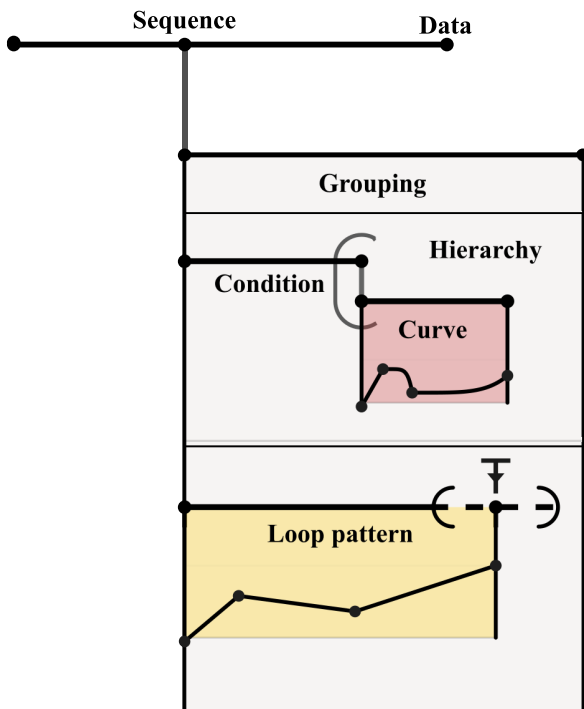 Sequence
Data
Grouping
Hierarchy
Condition
Curve
Loop pattern